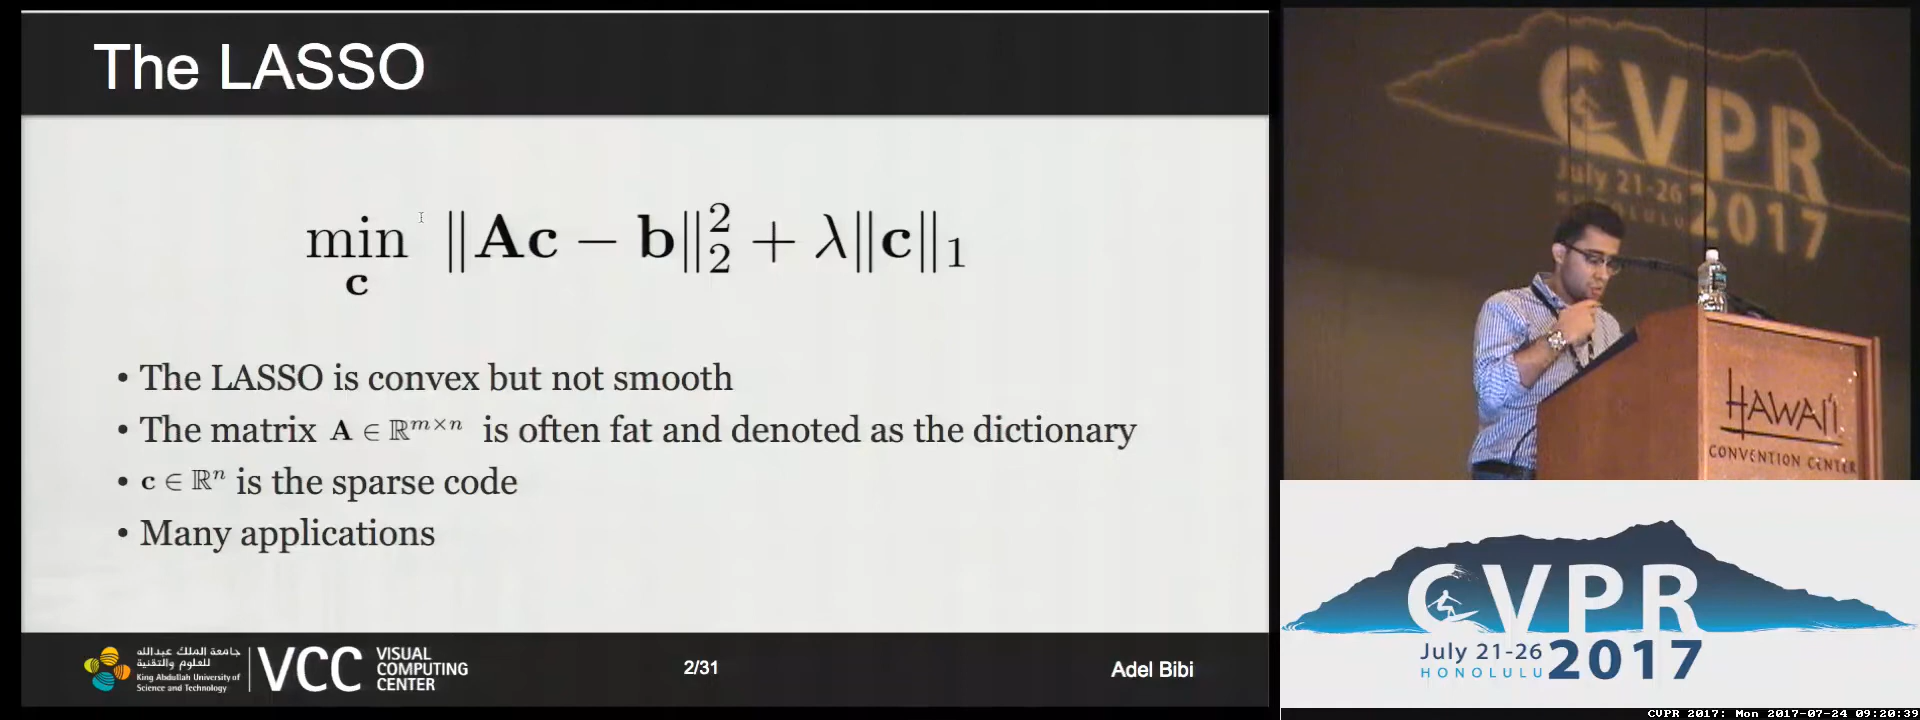 The LASSO
min ‖Ac − b‖₂² + λ‖c‖₁
c
• The LASSO is convex but not smooth
• The matrix A ∈ ℝᵐˣⁿ is often fat and denoted as the dictionary
• c ∈ ℝⁿ is the sparse code
• Many applications
جامعة الملك عبدالله
للعلوم والتقنية
King Abdullah University of
Science and Technology
VCC
VISUAL
COMPUTING
CENTER
2/31
Adel Bibi
CVPR
July 21-26
HONOLULU
2017
HAWAI'I
CONVENTION CENTER
CVPR
July 21-26
HONOLULU
2017
CVPR 2017: Mon 2017-07-24 09:20:39